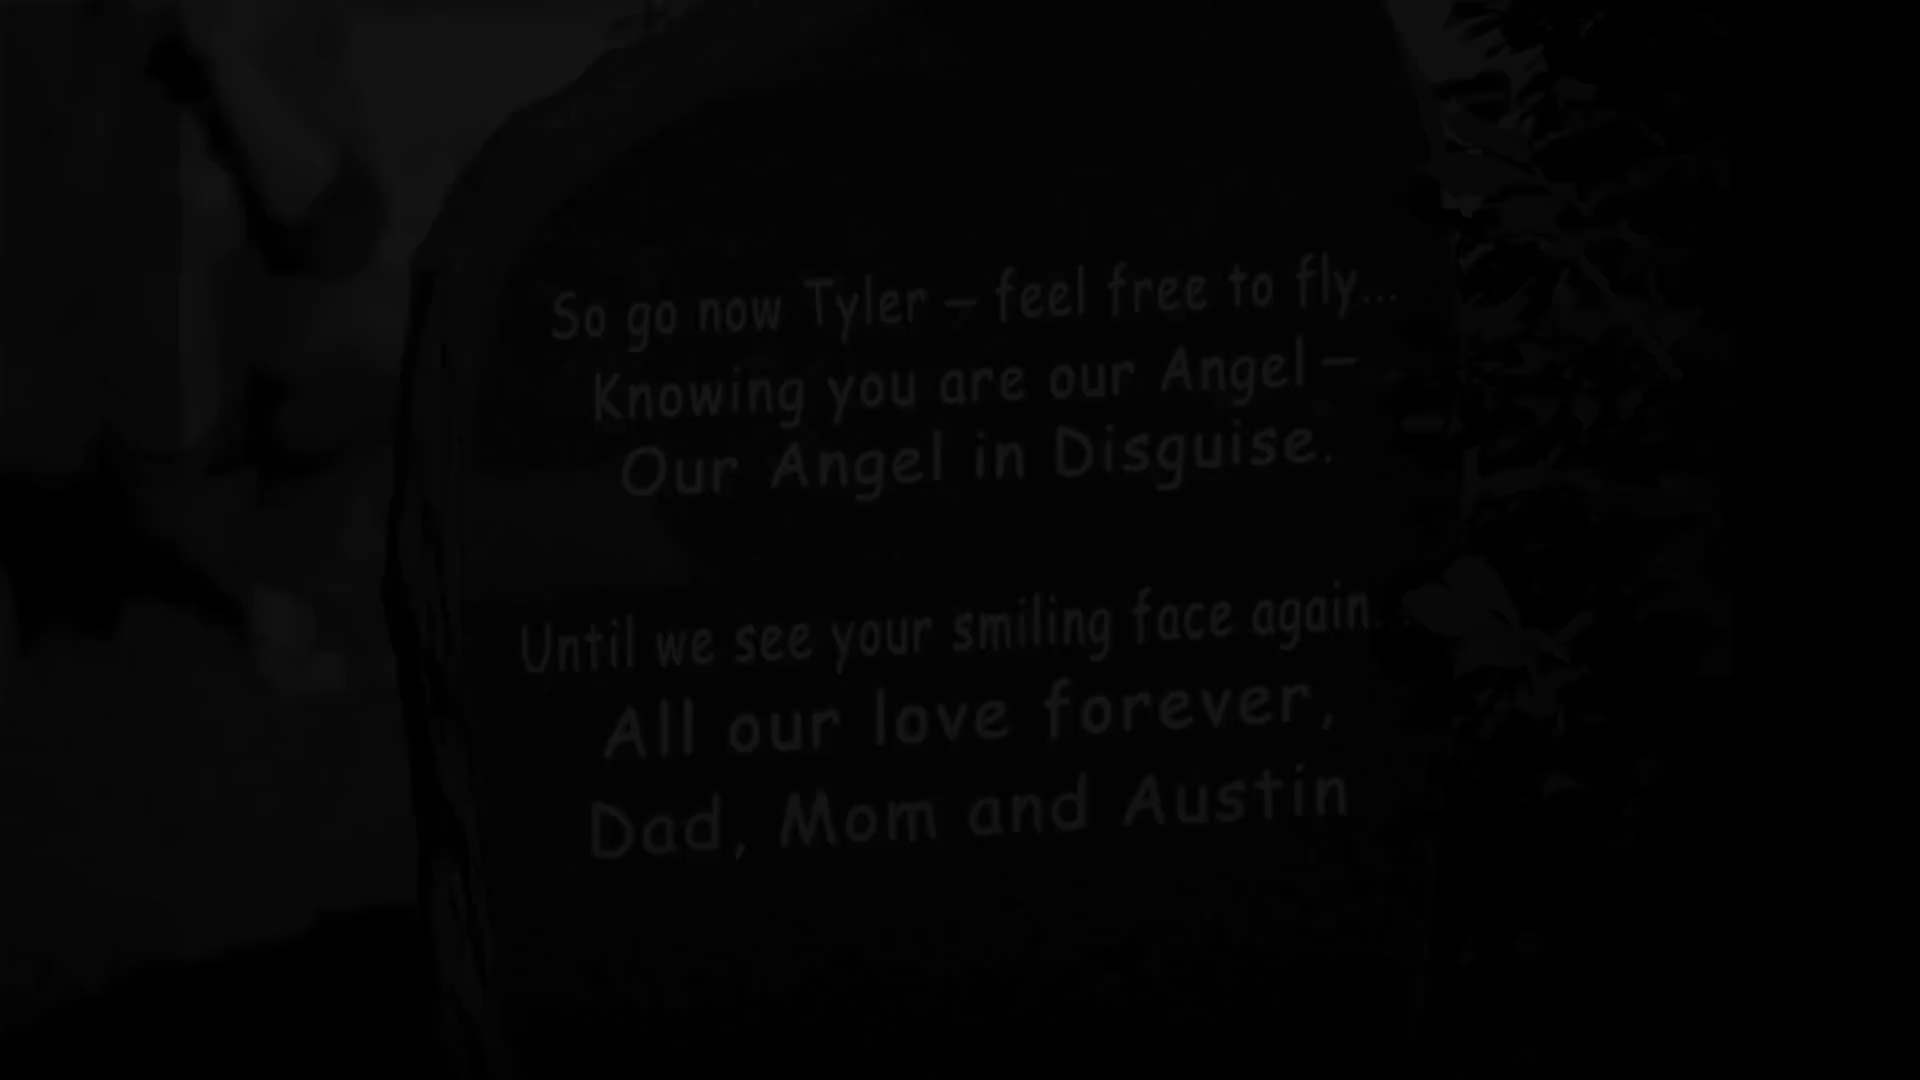 So go now Tyler – feel free to fly...
Knowing you are our Angel –
Our Angel in Disguise.
Until we see your smiling face again. .
All our love forever,
Dad, Mom and Austin